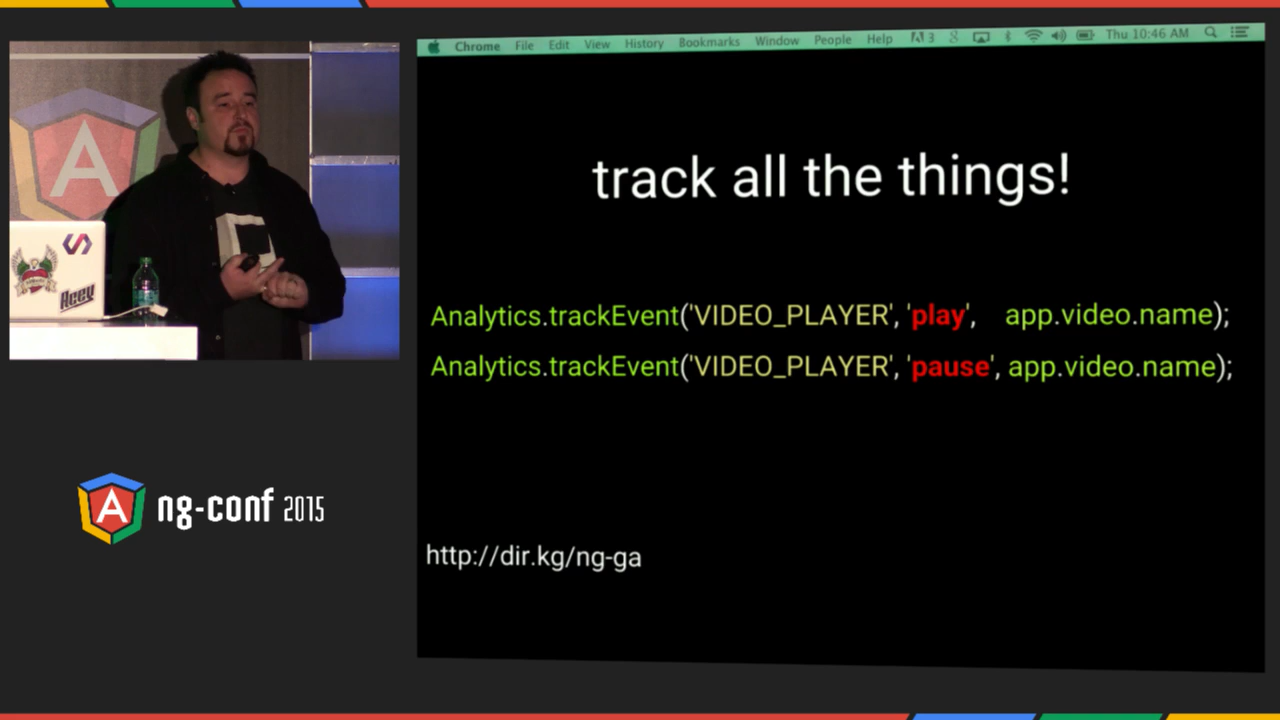 Chrome File Edit View History Bookmarks Window People Help 3 Thu 10:46 AM
track all the things!
Analytics.trackEvent('VIDEO_PLAYER', 'play', app.video.name);
Analytics.trackEvent('VIDEO_PLAYER', 'pause', app.video.name);
http://dir.kg/ng-ga
A
Acey
A ng-conf 2015